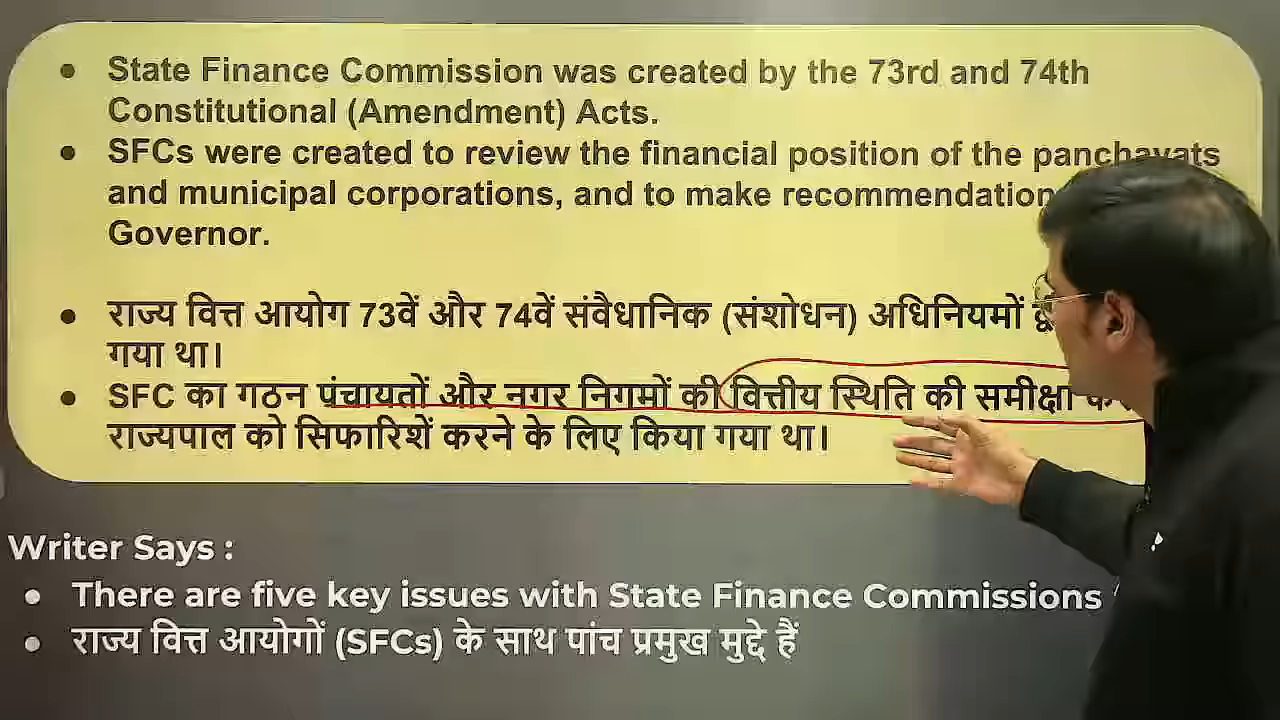 ● State Finance Commission was created by the 73rd and 74th
Constitutional (Amendment) Acts.
● SFCs were created to review the financial position of the panchayats
and municipal corporations, and to make recommendation
Governor.
● राज्य वित्त आयोग 73वें और 74वें संवैधानिक (संशोधन) अधिनियमों
गया था।
● SFC का गठन पंचायतों और नगर निगमों की वित्तीय स्थिति की समीक्षा
राज्यपाल को सिफारिशें करने के लिए किया गया था।
Writer Says :
● There are five key issues with State Finance Commissions
● राज्य वित्त आयोगों (SFCs) के साथ पांच प्रमुख मुद्दे हैं